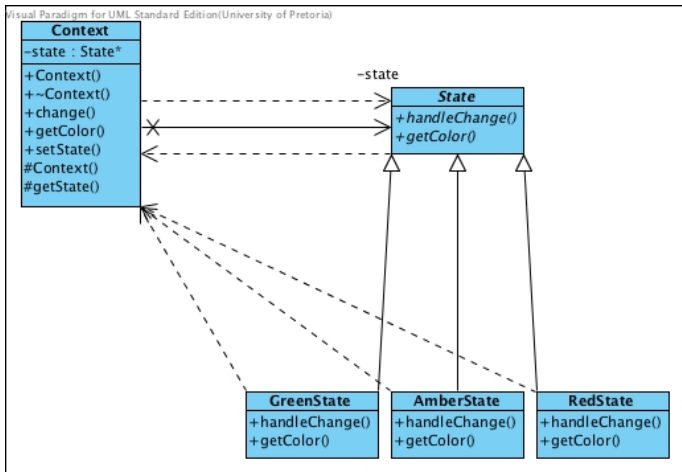 Visual Paradigm for UML Standard Edition(University of Pretoria)
Context
-state : State*
+Context()
+~Context()
+change()
+getColor()
+setState()
#Context()
#getState()
-state
State
+handleChange()
+getColor()
GreenState
+handleChange()
+getColor()
AmberState
+handleChange()
+getColor()
RedState
+handleChange()
+getColor()